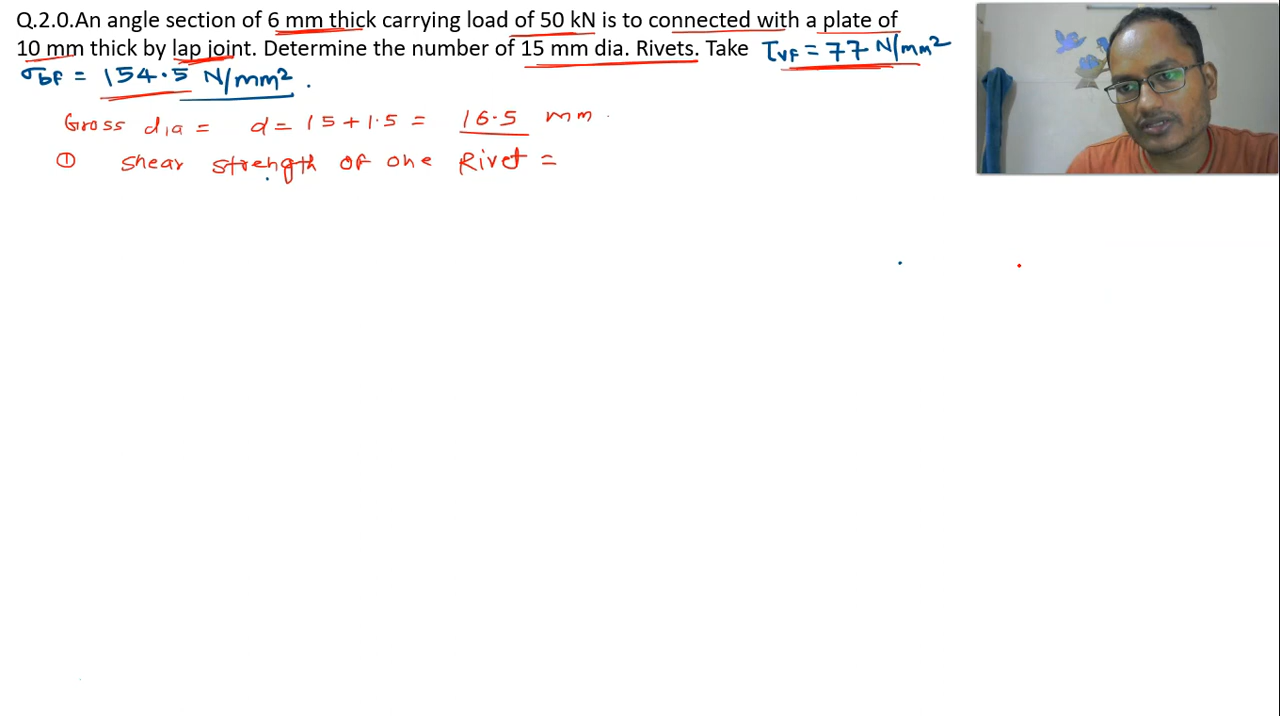 Q.2.0.An angle section of 6 mm thick carrying load of 50 kN is to connected with a plate of
10 mm thick by lap joint. Determine the number of 15 mm dia. Rivets. Take τvf = 77 N/mm²
σbf = 154.5 N/mm².
Gross dia = d = 15 + 1.5 = 16.5 mm
① Shear strength of one Rivet =